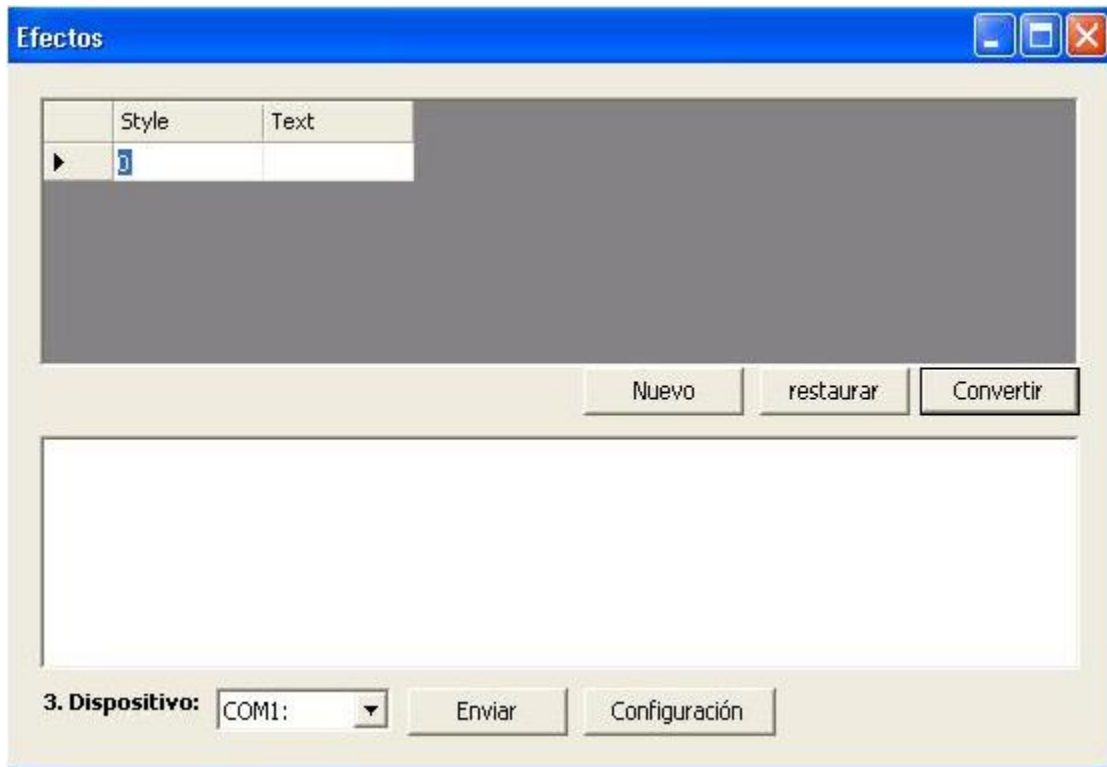 Efectos
Style Text
0
Nuevo restaurar Convertir
3. Dispositivo: COM1: Enviar Configuración